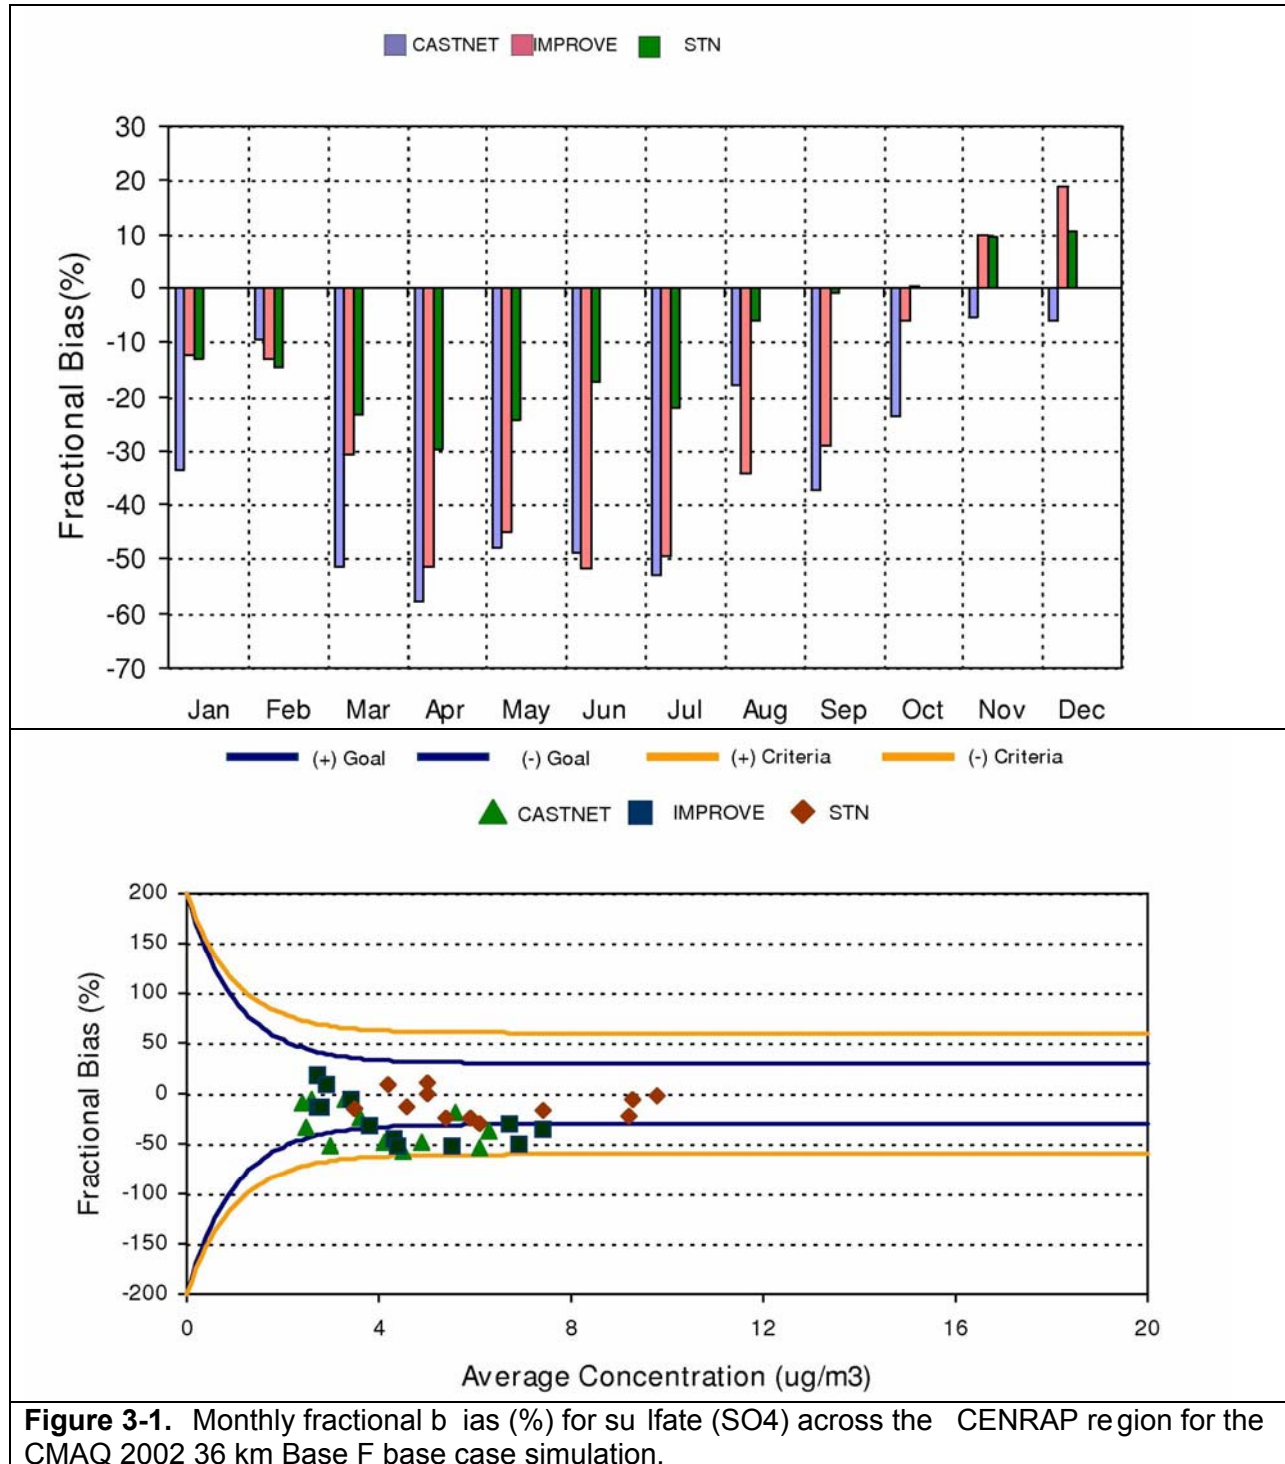 CASTNET IMPROVE STN
30
20
10
0
-10
-20
-30
-40
-50
-60
-70
Fractional Bias(%)
Jan Feb Mar Apr May Jun Jul Aug Sep Oct Nov Dec
(+) Goal (-) Goal (+) Criteria (-) Criteria
CASTNET IMPROVE STN
200
150
100
50
0
-50
-100
-150
-200
Fractional Bias (%)
0 4 8 12 16 20
Average Concentration (ug/m3)
Figure 3-1. Monthly fractional b ias (%) for su lfate (SO4) across the CENRAP re gion for the
CMAQ 2002 36 km Base F base case simulation.